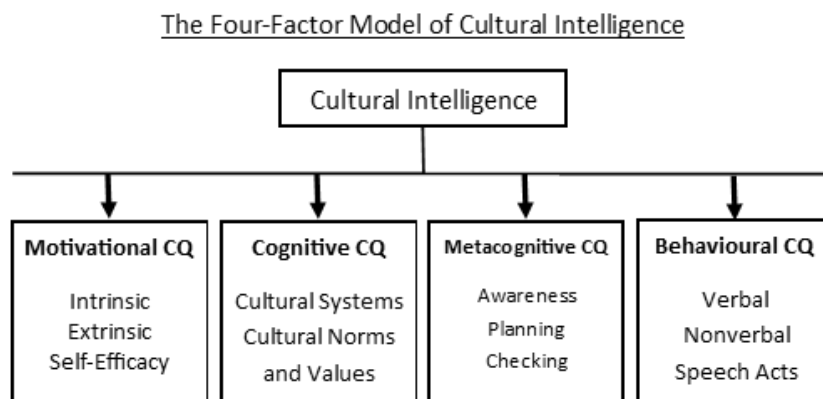 The Four-Factor Model of Cultural Intelligence
Cultural Intelligence
Motivational CQ
Intrinsic
Extrinsic
Self-Efficacy
Cognitive CQ
Cultural Systems
Cultural Norms
and Values
Metacognitive CQ
Awareness
Planning
Checking
Behavioural CQ
Verbal
Nonverbal
Speech Acts